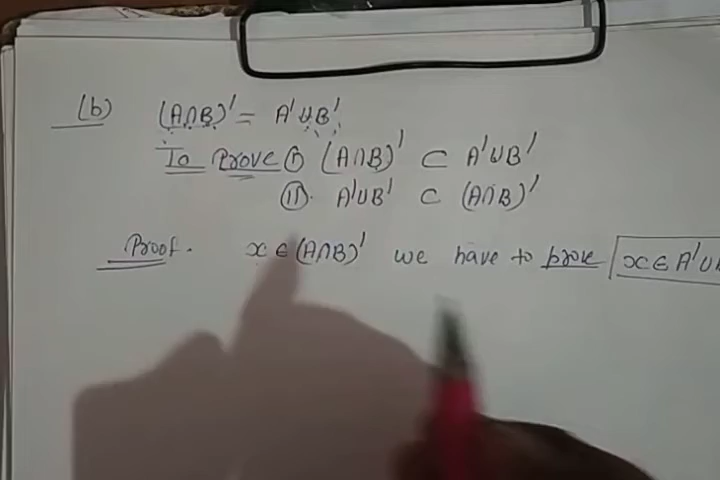 (b) (A∩B)' = A'∪B'
To Prove (i) (A∩B)' ⊂ A'∪B'
(ii). A'∪B' ⊂ (A∩B)'
Proof. x ∈ (A∩B)' we have to prove x ∈ A'∪